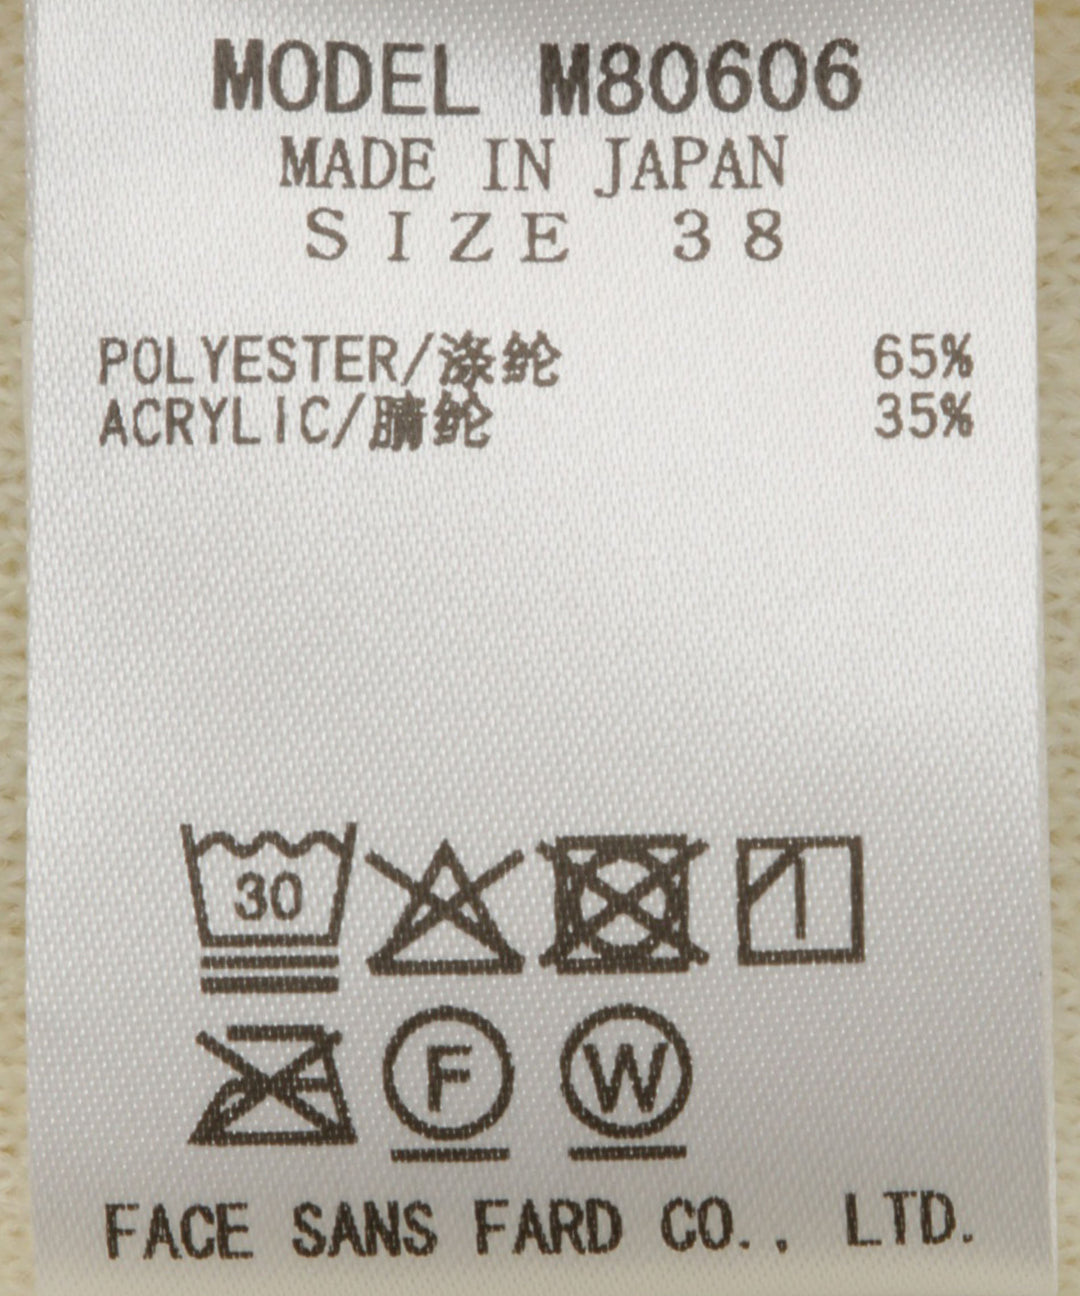 MODEL M80606
MADE IN JAPAN
SIZE 38
POLYESTER/涤纶 65%
ACRYLIC/腈纶 35%
30
F W
FACE SANS FARD CO., LTD.